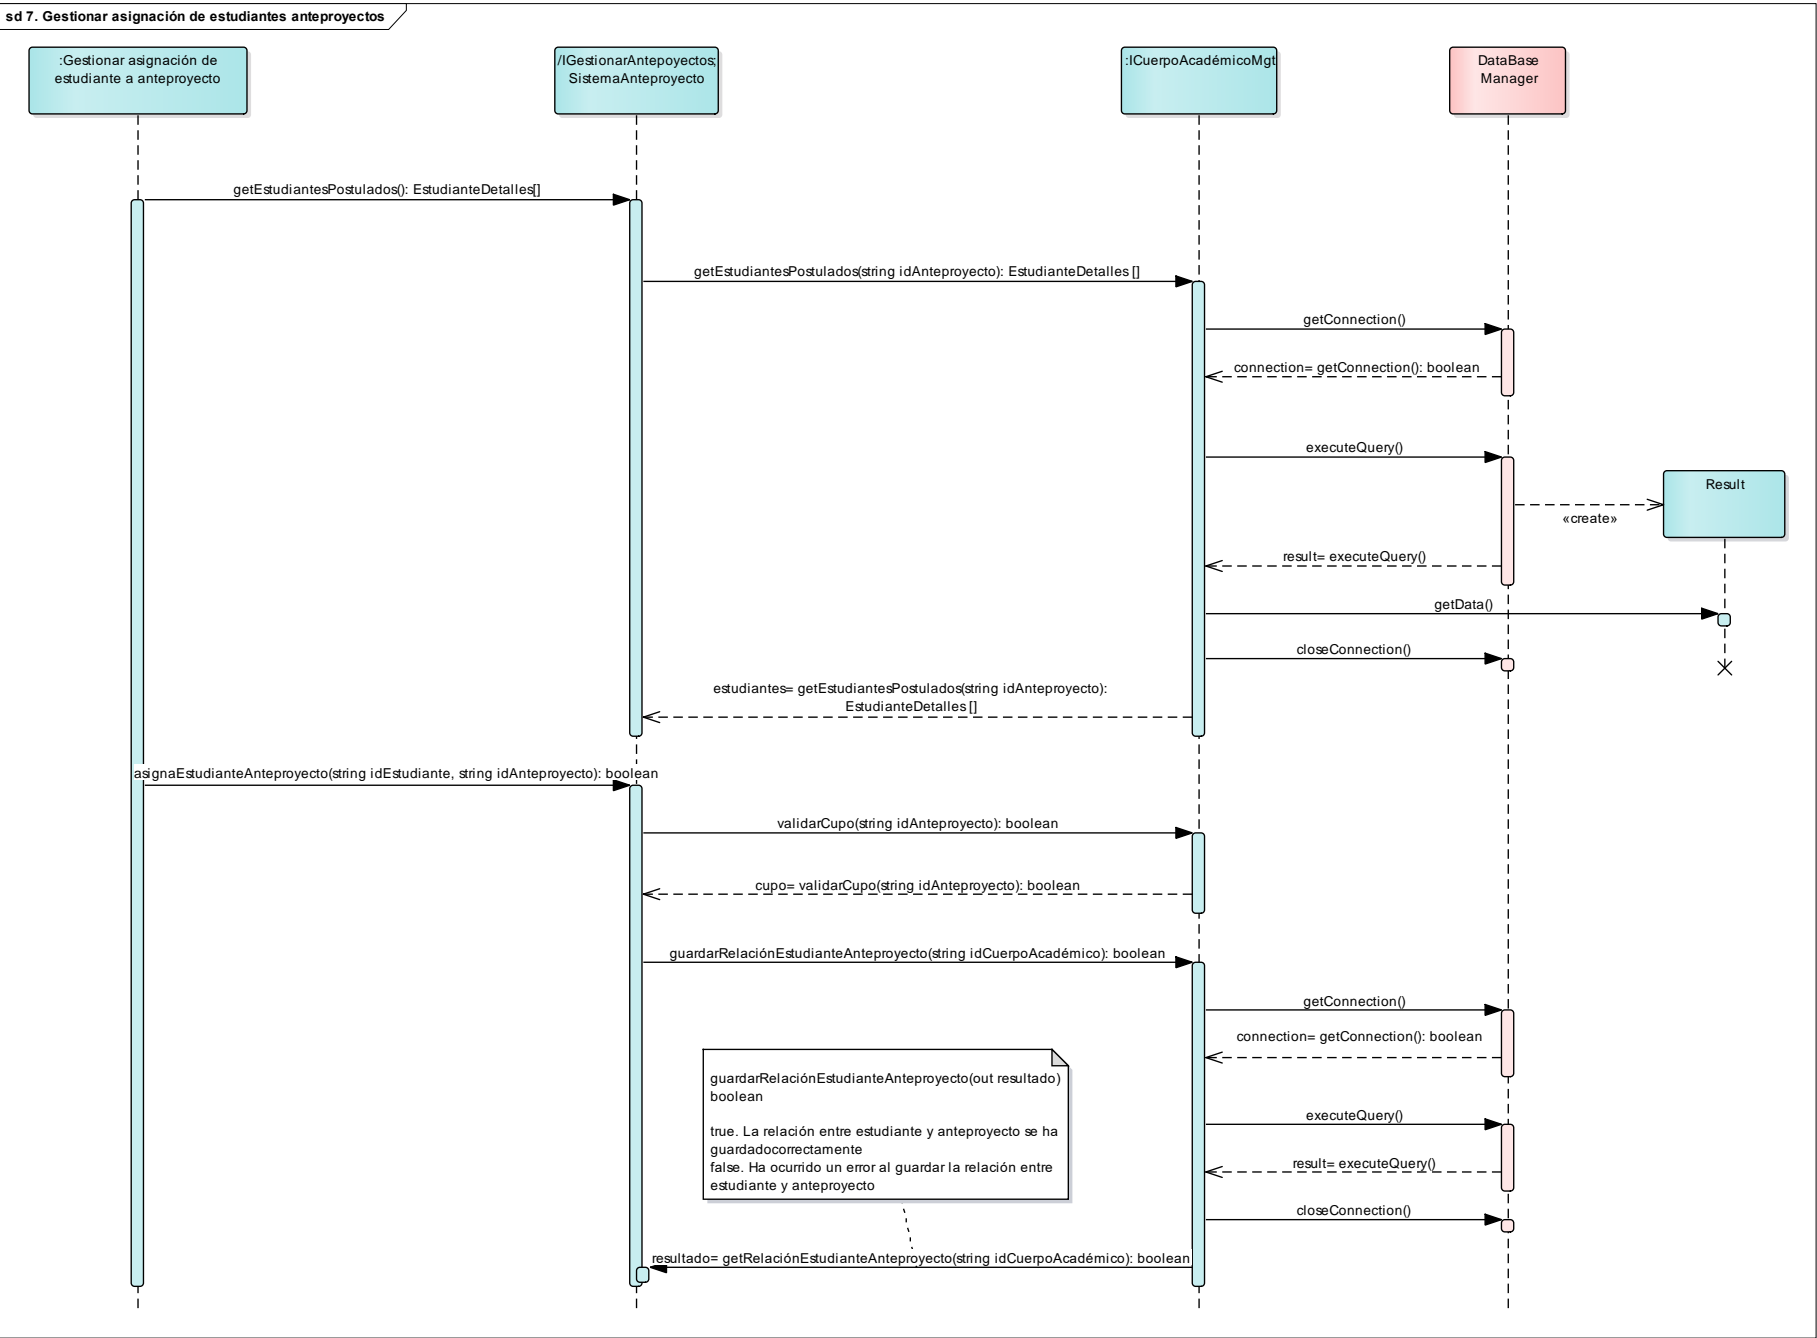 sd 7. Gestionar asignación de estudiantes anteproyectos
:Gestionar asignación de
estudiante a anteproyecto
/IGestionarAntepoyectos;
SistemaAnteproyecto
:ICuerpoAcadémicoMgt
DataBase
Manager
getEstudiantesPostulados(): EstudianteDetalles[]
getEstudiantesPostulados(string idAnteproyecto): EstudianteDetalles []
getConnection()
connection= getConnection(): boolean
executeQuery()
Result
«create»
result= executeQuery()
getData()
closeConnection()
estudiantes= getEstudiantesPostulados(string idAnteproyecto):
EstudianteDetalles []
asignaEstudianteAnteproyecto(string idEstudiante, string idAnteproyecto): boolean
validarCupo(string idAnteproyecto): boolean
cupo= validarCupo(string idAnteproyecto): boolean
guardarRelaciónEstudianteAnteproyecto(string idCuerpoAcadémico): boolean
getConnection()
connection= getConnection(): boolean
guardarRelaciónEstudianteAnteproyecto(out resultado)
boolean
true. La relación entre estudiante y anteproyecto se ha
guardadocorrectamente
false. Ha ocurrido un error al guardar la relación entre
estudiante y anteproyecto
executeQuery()
result= executeQuery()
closeConnection()
resultado= getRelaciónEstudianteAnteproyecto(string idCuerpoAcadémico): boolean